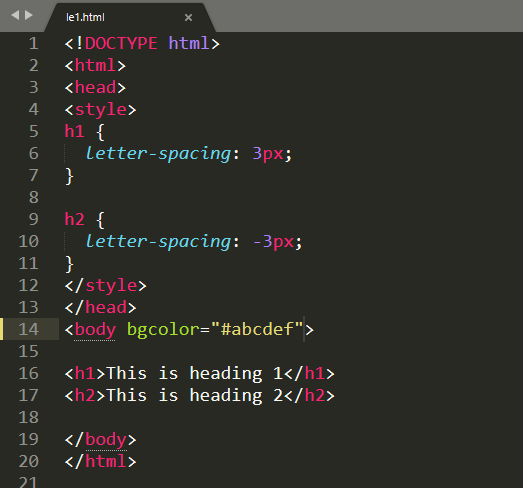 le1.html ×
1 <!DOCTYPE html>
2 <html>
3 <head>
4 <style>
5 h1 {
6   letter-spacing: 3px;
7 }
8
9 h2 {
10   letter-spacing: -3px;
11 }
12 </style>
13 </head>
14 <body bgcolor="#abcdef">
15
16 <h1>This is heading 1</h1>
17 <h2>This is heading 2</h2>
18
19 </body>
20 </html>
21